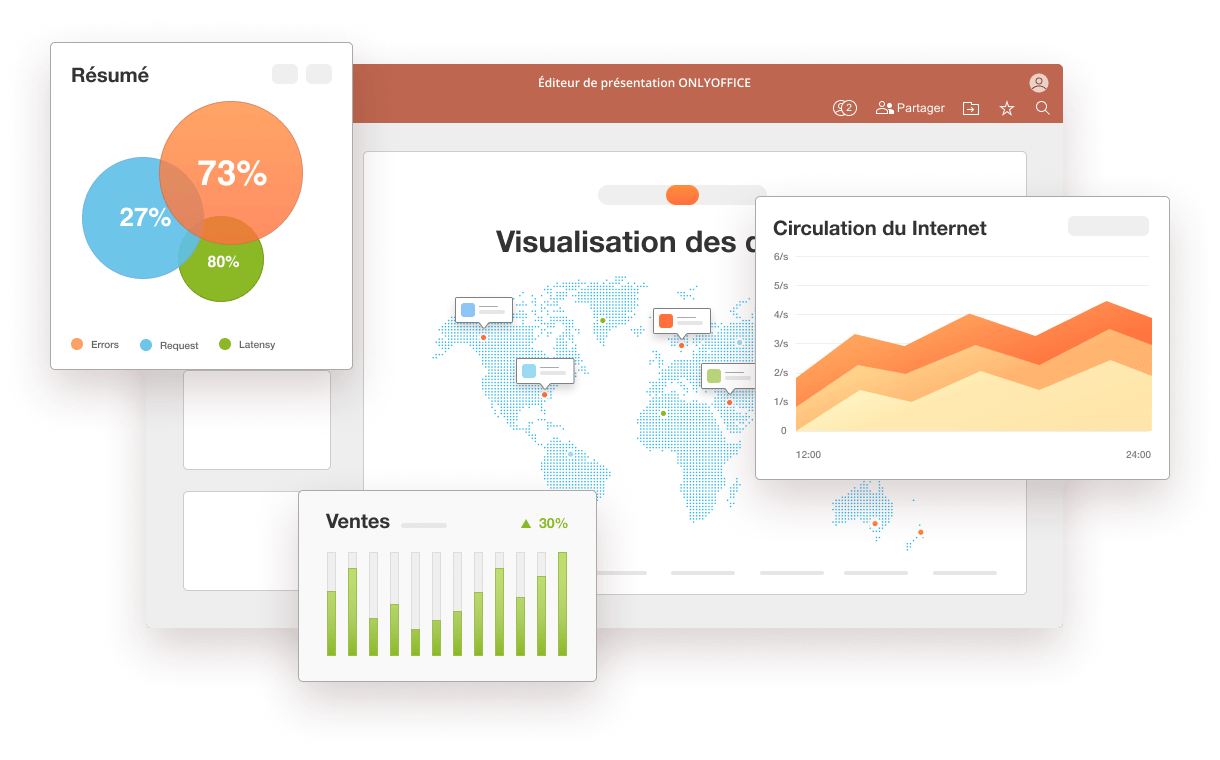 Éditeur de présentation ONLYOFFICE
2
Partager
Résumé
73%
27%
80%
Errors
Request
Latensy
Visualisation des
Circulation du Internet
6/s
5/s
4/s
3/s
2/s
1/s
0
12:00
24:00
Ventes
30%